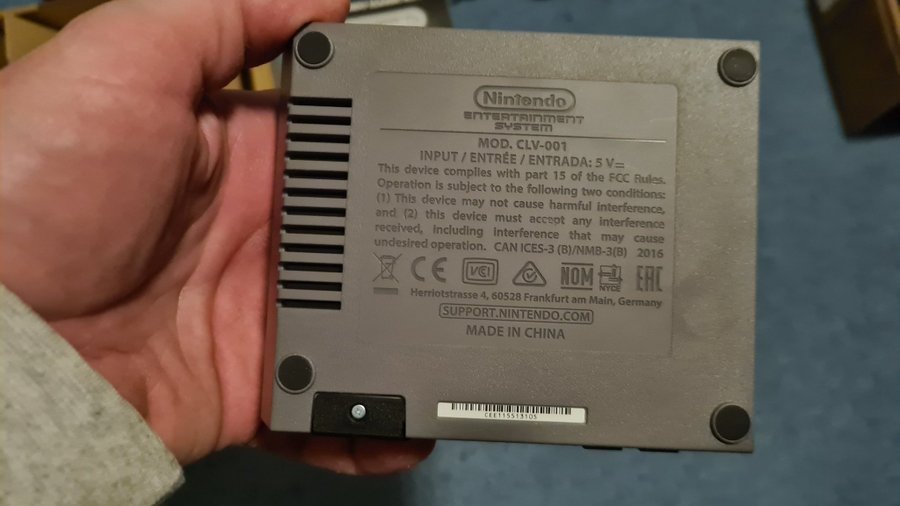 Nintendo
ENTERTAINMENT
SYSTEM
MOD. CLV-001
INPUT / ENTRÉE / ENTRADA: 5 V⎓
This device complies with part 15 of the FCC Rules.
Operation is subject to the following two conditions:
(1) This device may not cause harmful interference,
and (2) this device must accept any interference
received, including interference that may cause
undesired operation. CAN ICES-3 (B)/NMB-3(B) 2016
CE VCI NOM NYCE EAC
Herriotstrasse 4, 60528 Frankfurt am Main, Germany
SUPPORT.NINTENDO.COM
MADE IN CHINA
CEE115513105